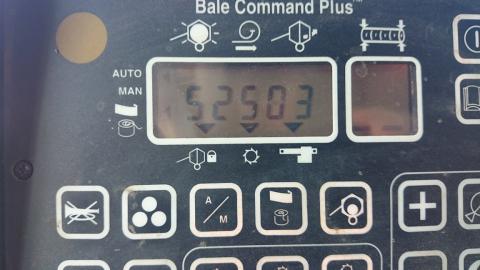 Bale Command Plus™
AUTO
MAN
52503
A/M